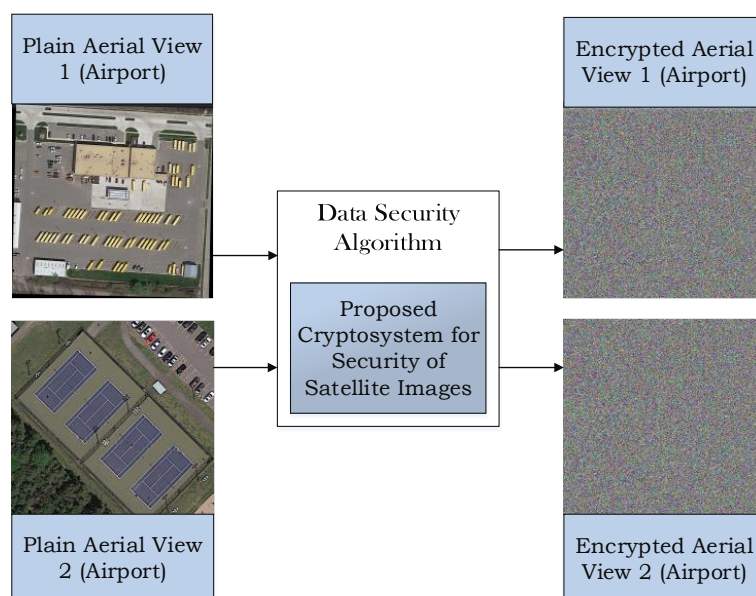 Plain Aerial View
1 (Airport)
Encrypted Aerial
View 1 (Airport)
Data Security
Algorithm
Proposed
Cryptosystem for
Security of
Satellite Images
Plain Aerial View
2 (Airport)
Encrypted Aerial
View 2 (Airport)